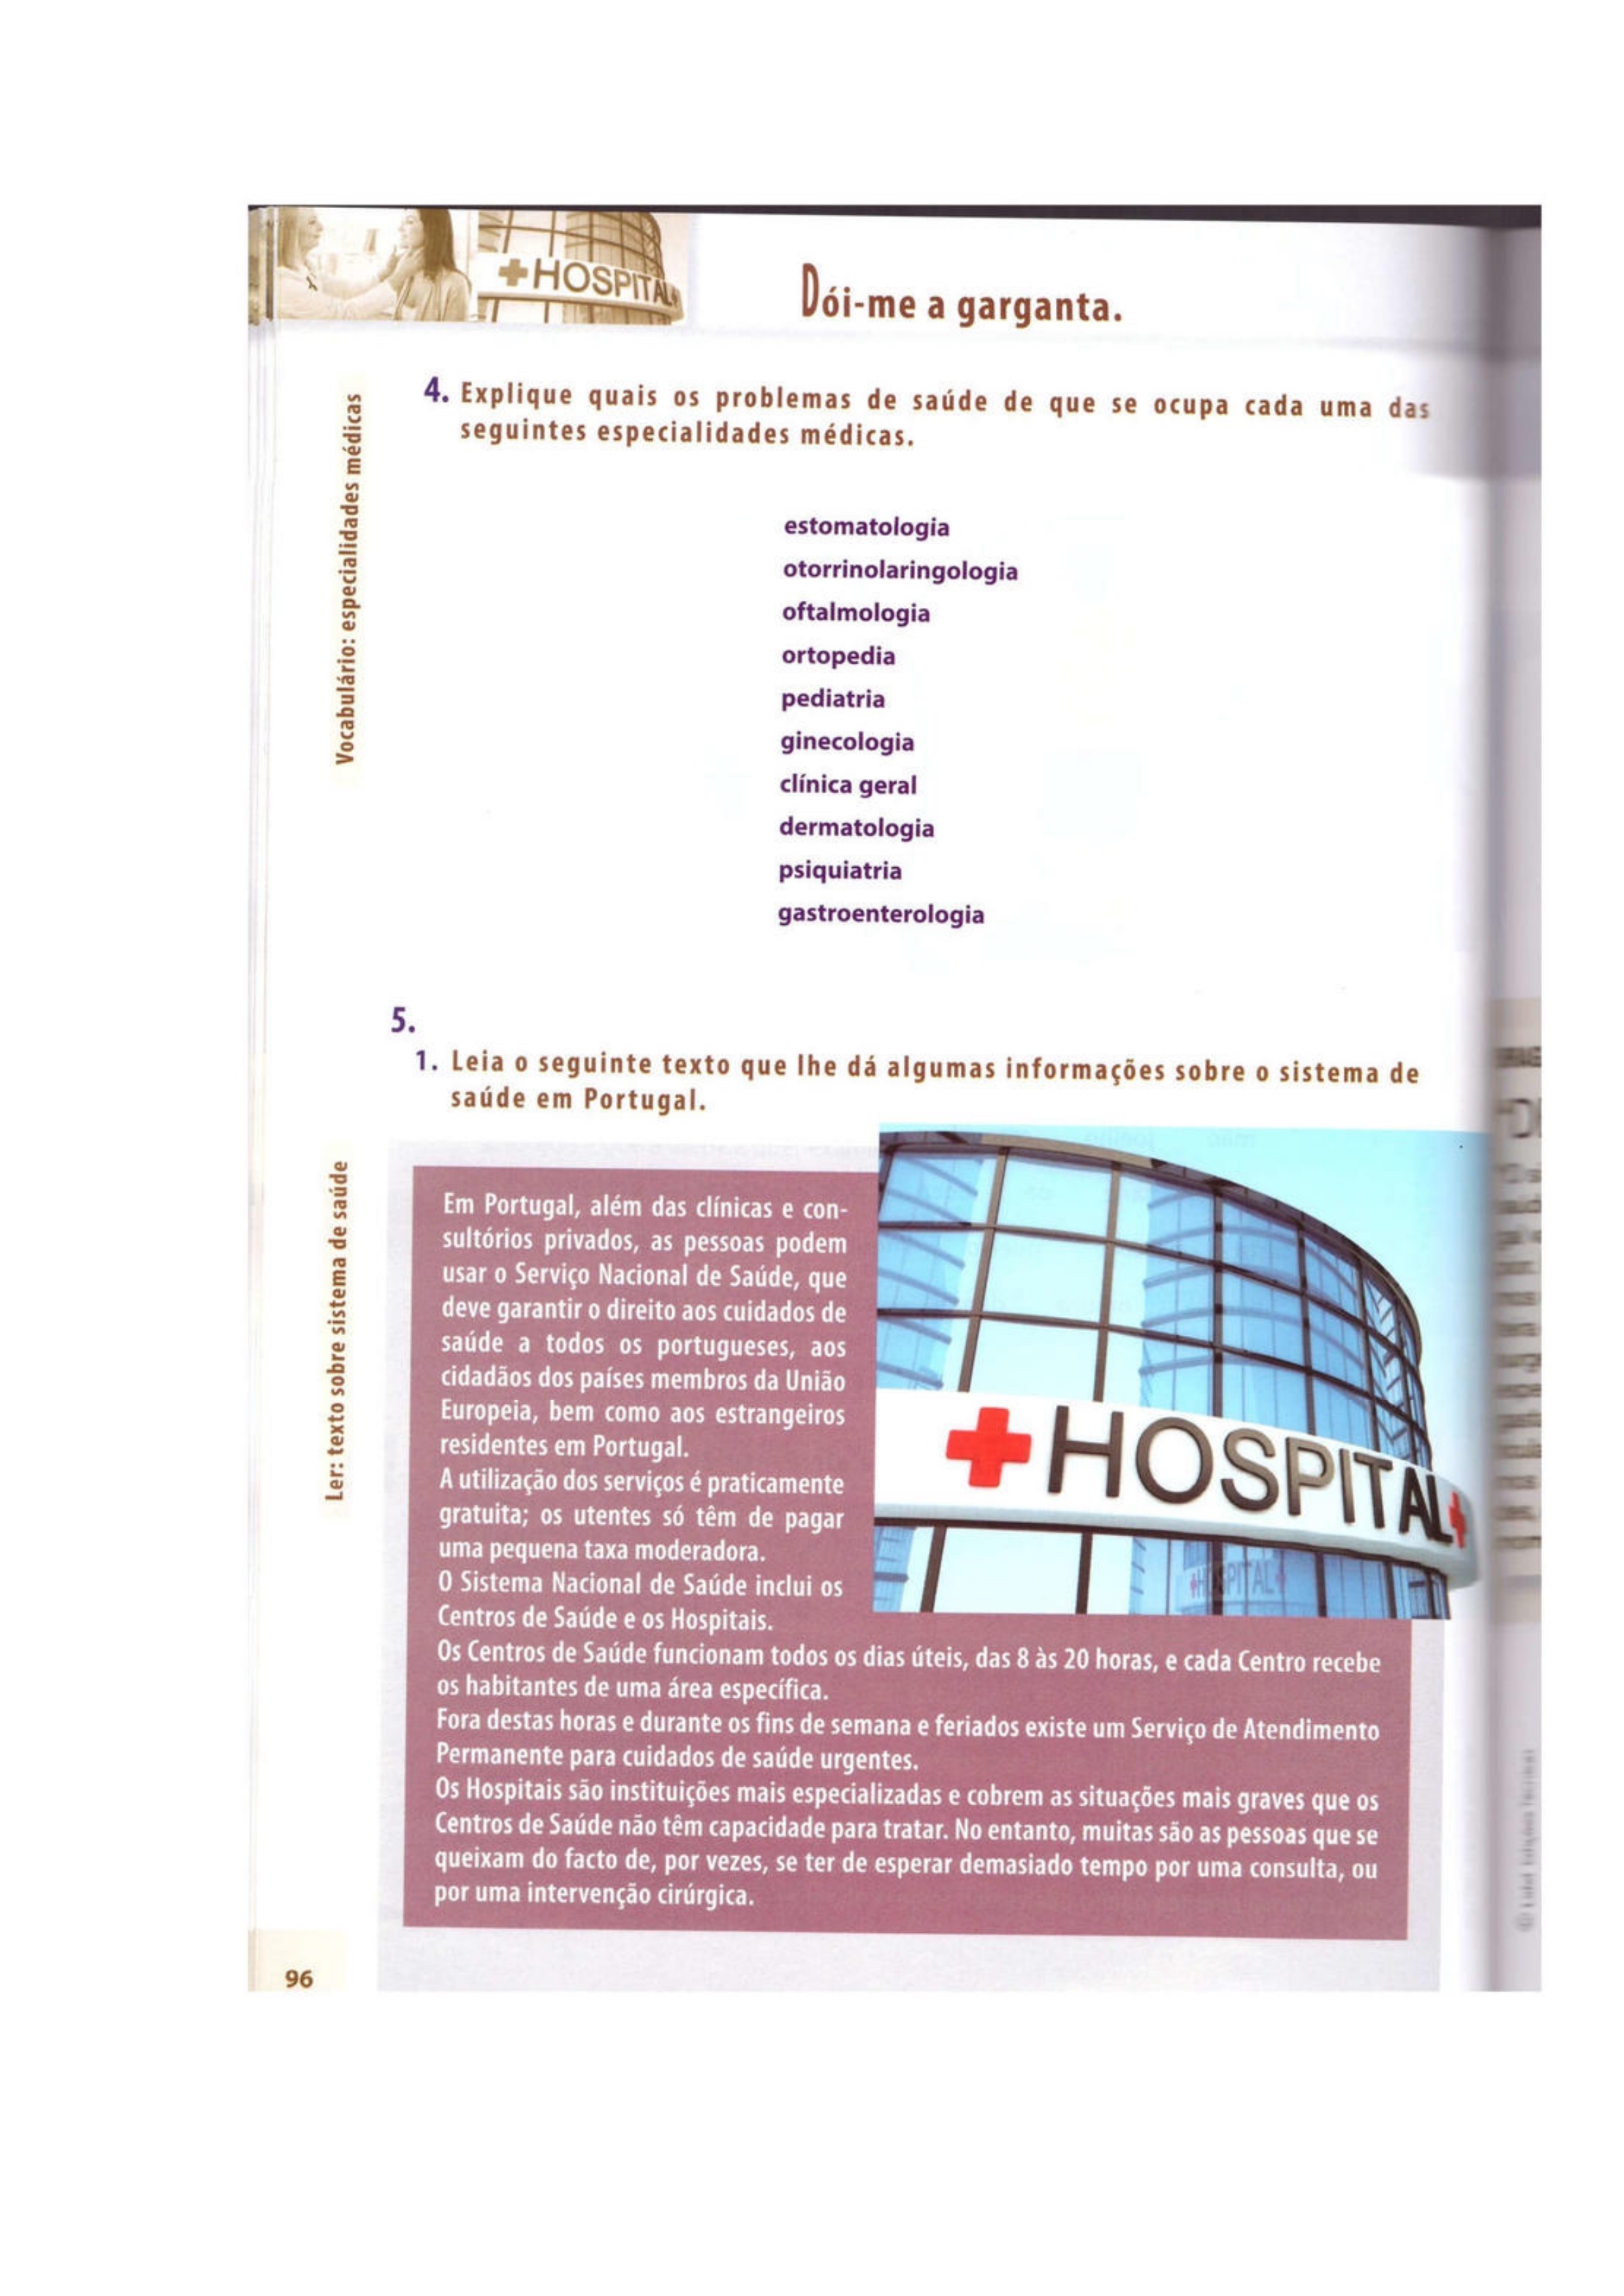 +HOSPITAL+
Dói-me a garganta.
Vocabulário: especialidades médicas
4. Explique quais os problemas de saúde de que se ocupa cada uma das
seguintes especialidades médicas.
estomatologia
otorrinolaringologia
oftalmologia
ortopedia
pediatria
ginecologia
clínica geral
dermatologia
psiquiatria
gastroenterologia
5.
1. Leia o seguinte texto que lhe dá algumas informações sobre o sistema de
saúde em Portugal.
Ler: texto sobre sistema de saúde
Em Portugal, além das clínicas e con-
sultórios privados, as pessoas podem
usar o Serviço Nacional de Saúde, que
deve garantir o direito aos cuidados de
saúde a todos os portugueses, aos
cidadãos dos países membros da União
Europeia, bem como aos estrangeiros
residentes em Portugal.
A utilização dos serviços é praticamente
gratuita; os utentes só têm de pagar
uma pequena taxa moderadora.
O Sistema Nacional de Saúde inclui os
Centros de Saúde e os Hospitais.
+HOSPITAL+
+HOSPITAL+
Os Centros de Saúde funcionam todos os dias úteis, das 8 às 20 horas, e cada Centro recebe
os habitantes de uma área específica.
Fora destas horas e durante os fins de semana e feriados existe um Serviço de Atendimento
Permanente para cuidados de saúde urgentes.
Os Hospitais são instituições mais especializadas e cobrem as situações mais graves que os
Centros de Saúde não têm capacidade para tratar. No entanto, muitas são as pessoas que se
queixam do facto de, por vezes, se ter de esperar demasiado tempo por uma consulta, ou
por uma intervenção cirúrgica.
96